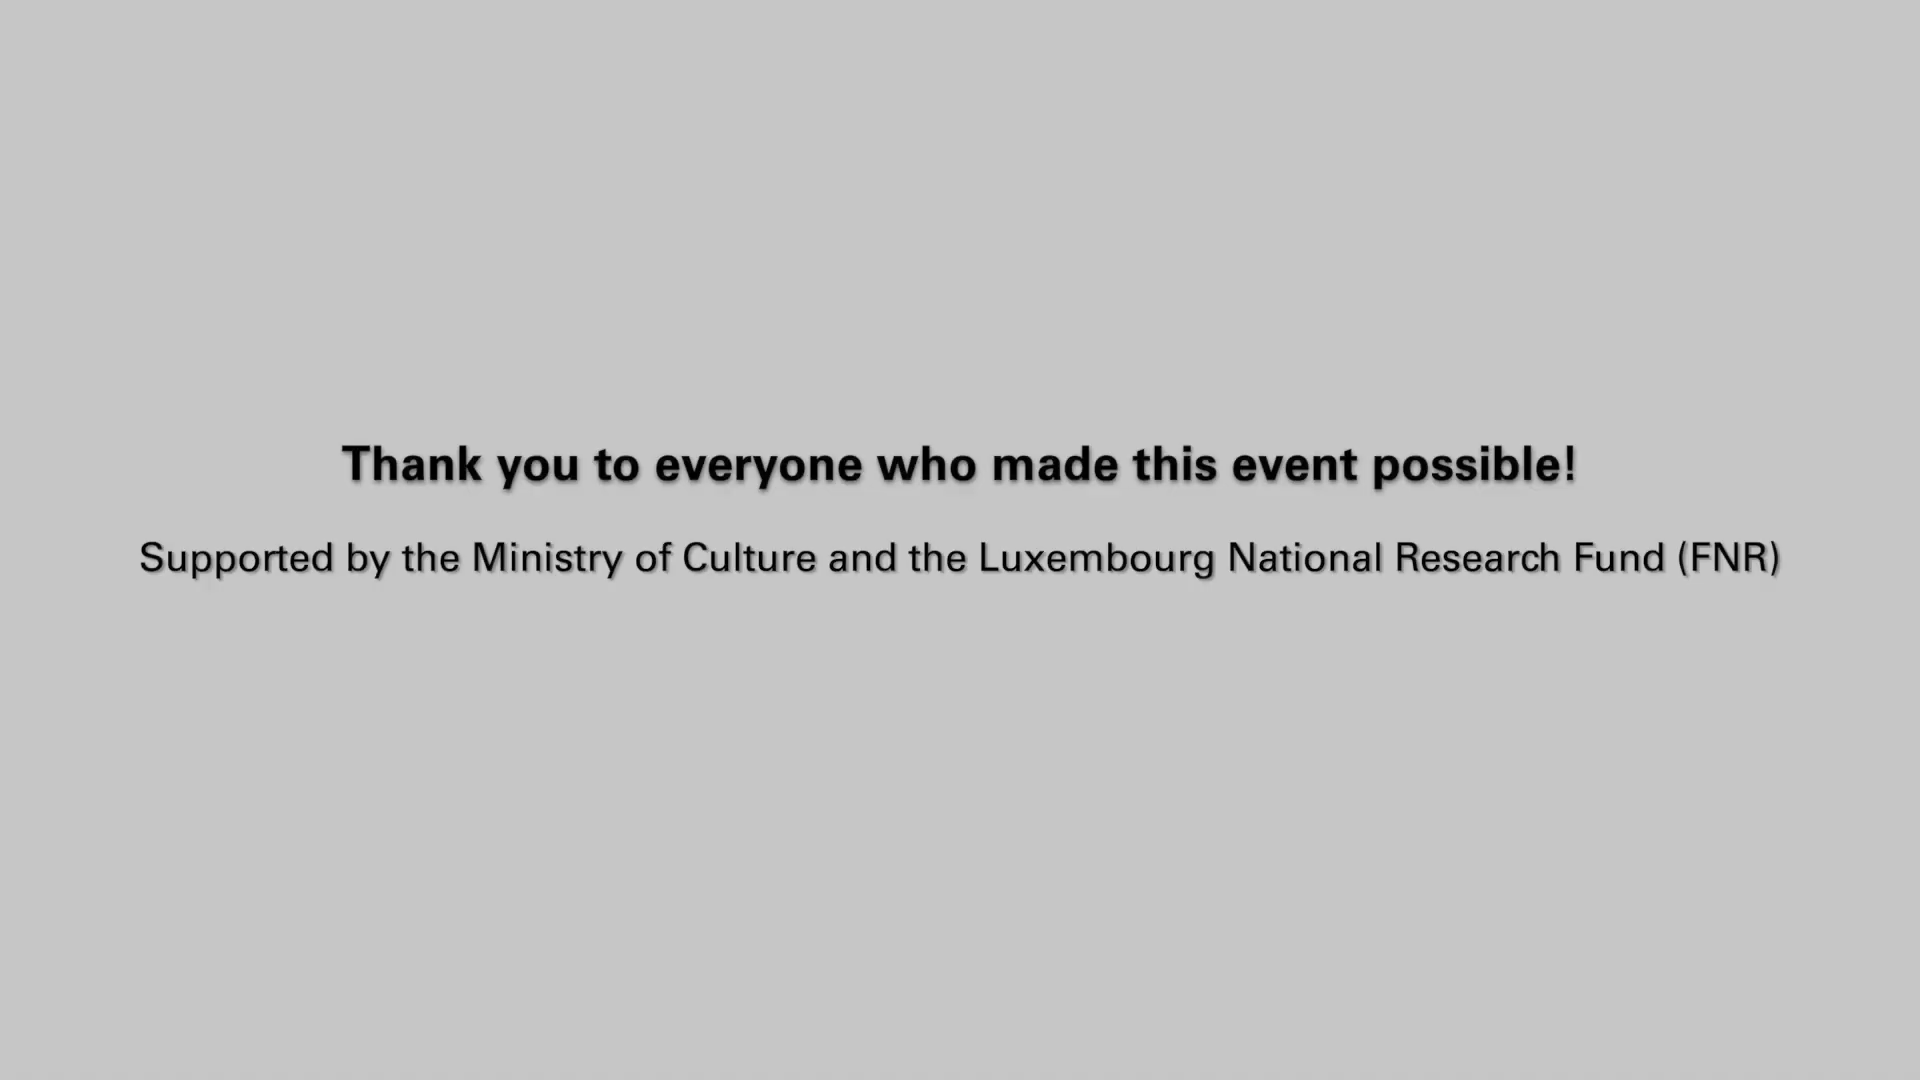 Thank you to everyone who made this event possible!
Supported by the Ministry of Culture and the Luxembourg National Research Fund (FNR)